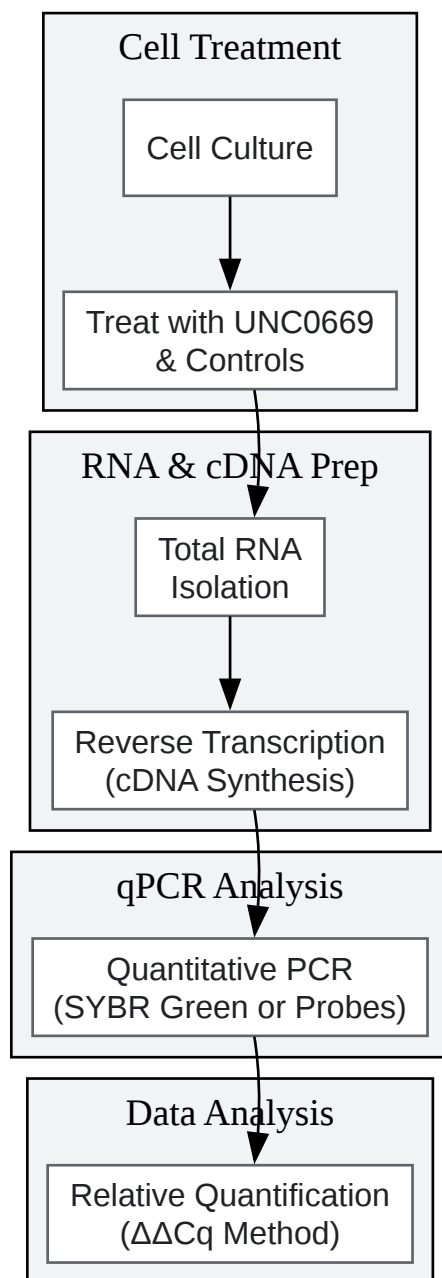 Cell Treatment
Cell Culture
Treat with UNC0669
& Controls
RNA & cDNA Prep
Total RNA
Isolation
Reverse Transcription
(cDNA Synthesis)
qPCR Analysis
Quantitative PCR
(SYBR Green or Probes)
Data Analysis
Relative Quantification
(ΔΔCq Method)